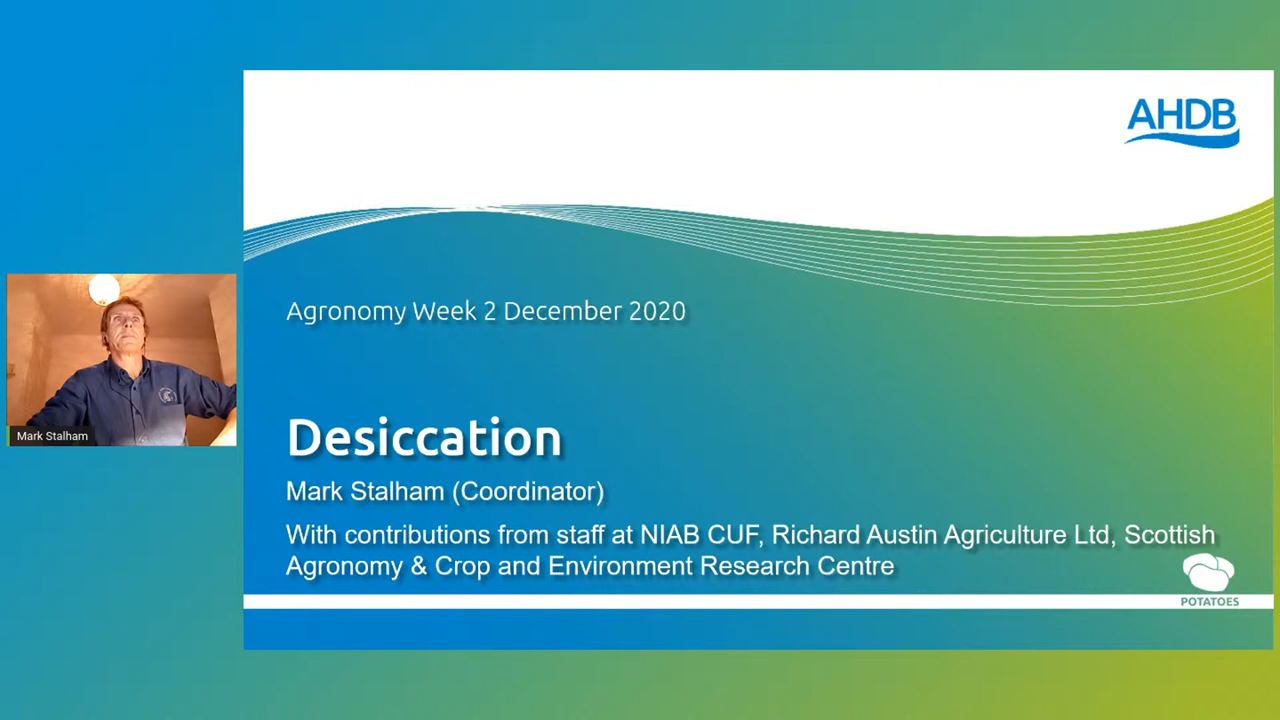 AHDB
Agronomy Week 2 December 2020
Desiccation
Mark Stalham (Coordinator)
With contributions from staff at NIAB CUF, Richard Austin Agriculture Ltd, Scottish
Agronomy & Crop and Environment Research Centre
POTATOES
Mark Stalham